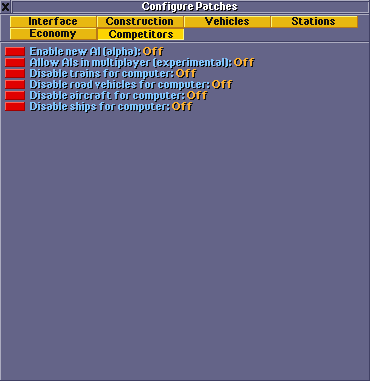 X Configure Patches
Interface Construction Vehicles Stations
Economy Competitors
Enable new AI (alpha): Off
Allow AIs in multiplayer (experimental): Off
Disable trains for computer: Off
Disable road vehicles for computer: Off
Disable aircraft for computer: Off
Disable ships for computer: Off